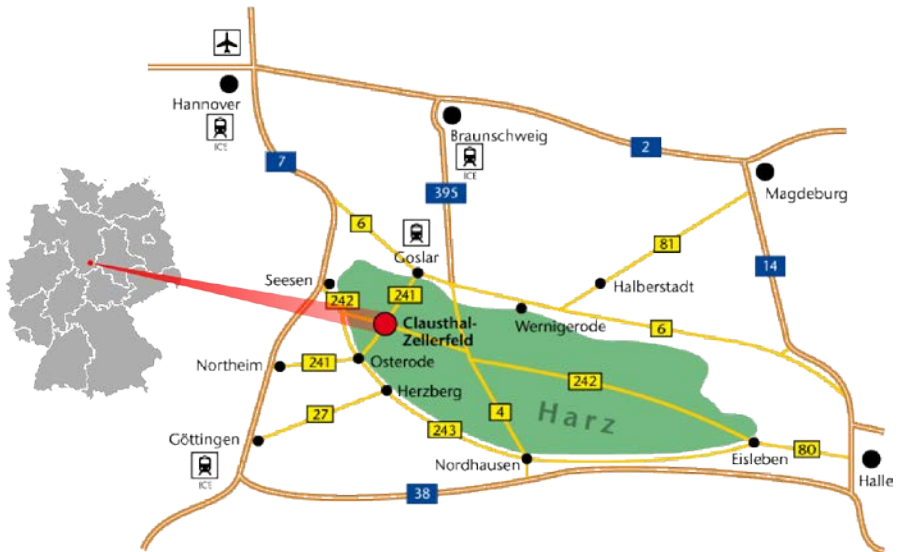 Hannover
ICE
7
Braunschweig
ICE
2
Magdeburg
395
6
81
Goslar
14
Seesen
242
241
Halberstadt
Clausthal-
Zellerfeld
Wernigerode
6
Northeim
241
Osterode
242
Herzberg
27
4
Harz
243
Göttingen
ICE
Nordhausen
Eisleben
80
Halle
38